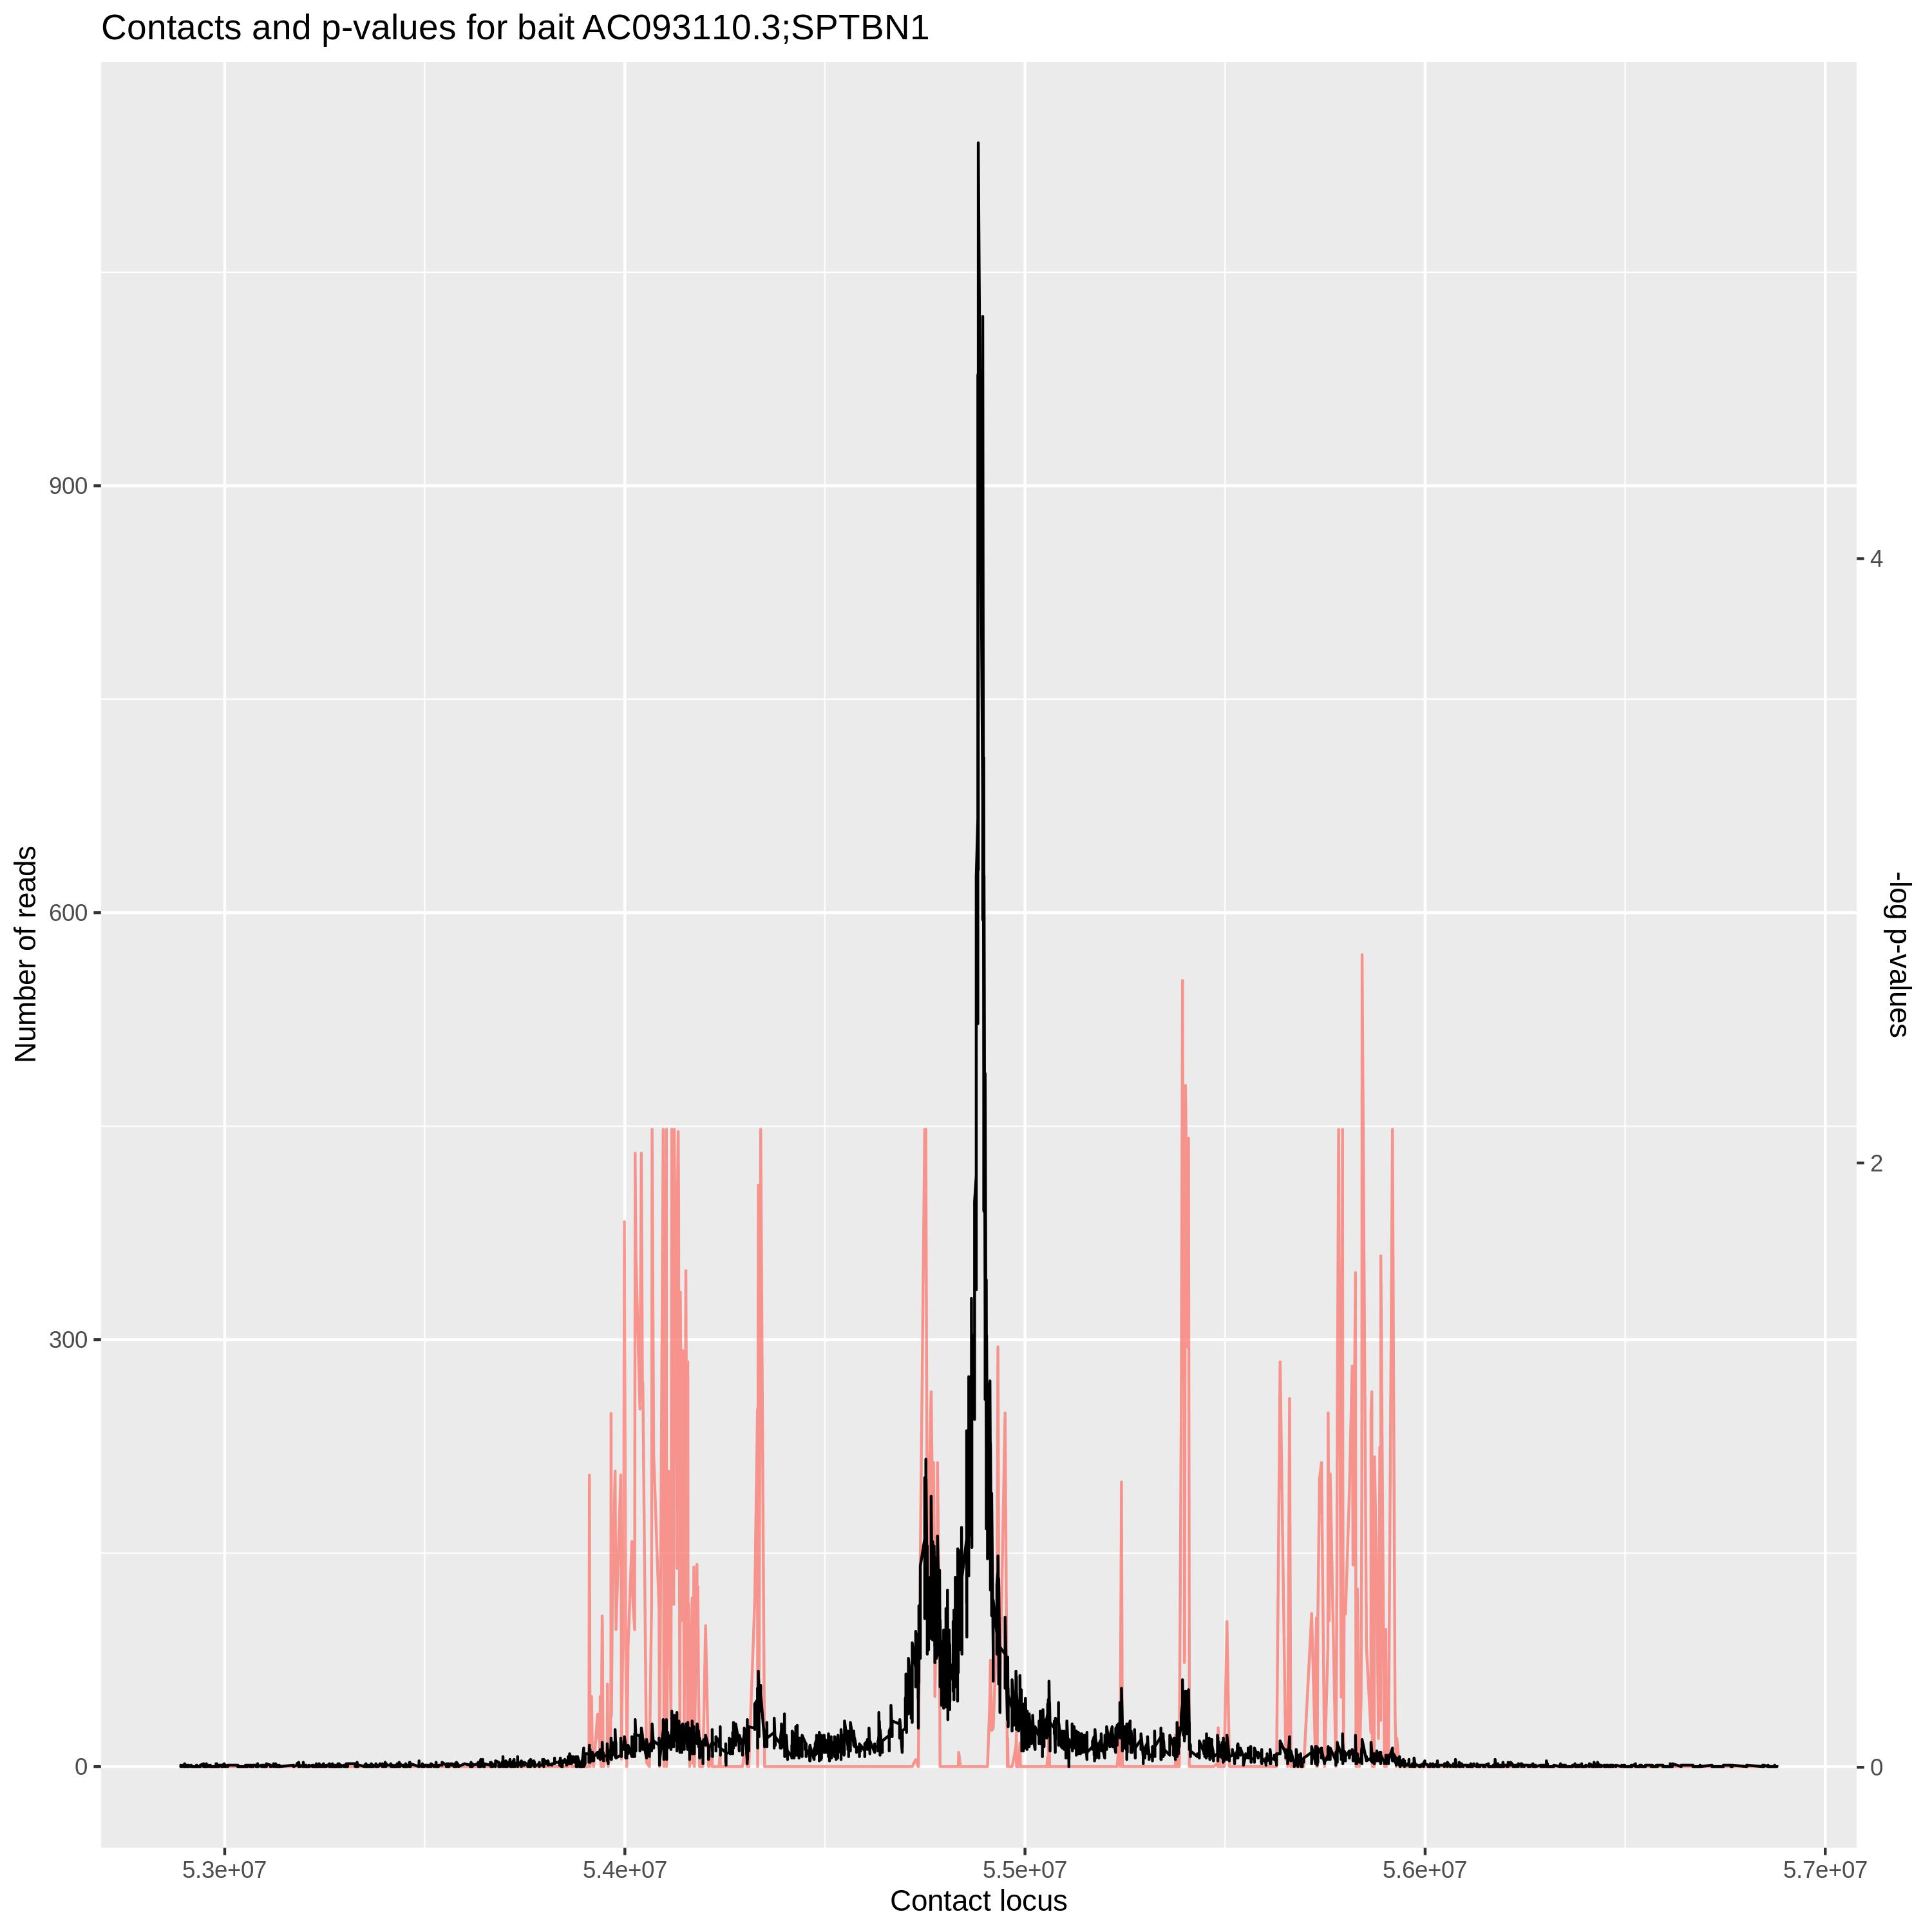 Contacts and p-values for bait AC093110.3;SPTBN1
900
600
300
0
Number of reads
4
2
0
-log p-values
5.3e+07
5.4e+07
5.5e+07
5.6e+07
5.7e+07
Contact locus